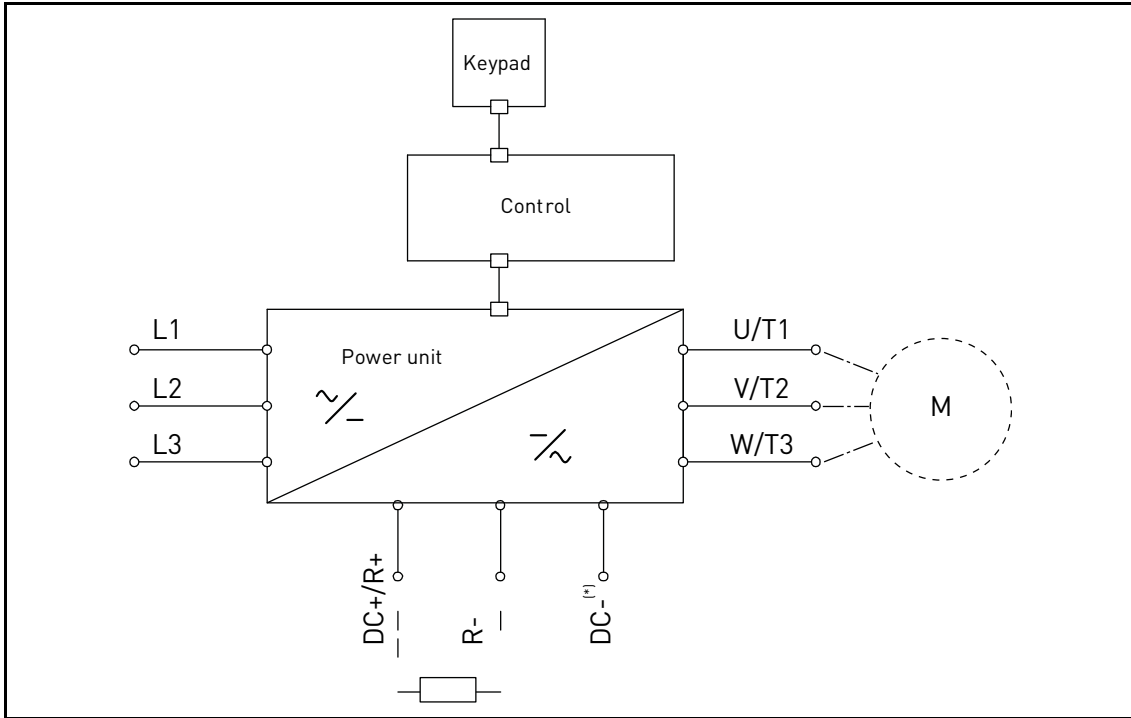 Keypad
Control
L1
L2
L3
Power unit
U/T1
V/T2
W/T3
M
DC+/R+
R-
DC-(*)